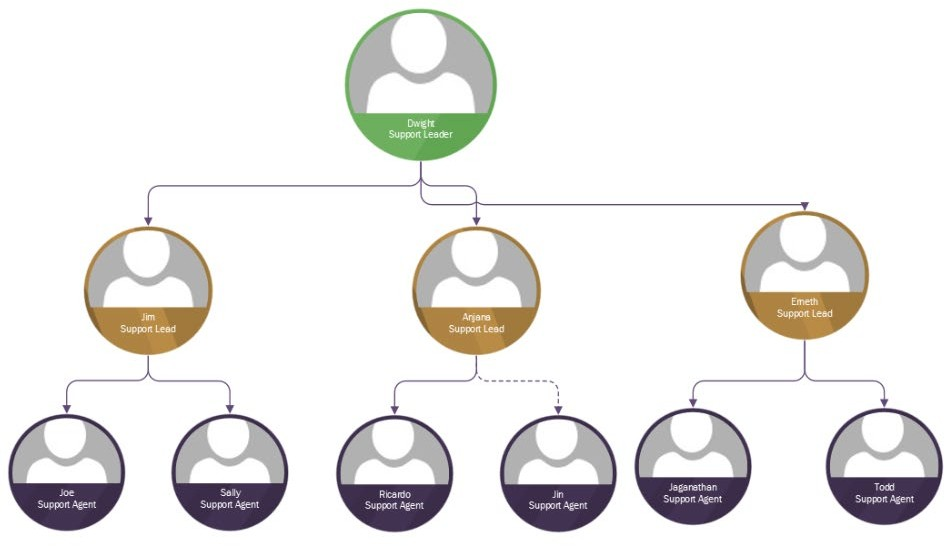 Dwight
Support Leader
Jim
Support Lead
Anjana
Support Lead
Emeth
Support Lead
Joe
Support Agent
Sally
Support Agent
Ricardo
Support Agent
Jin
Support Agent
Jaganathan
Support Agent
Todd
Support Agent